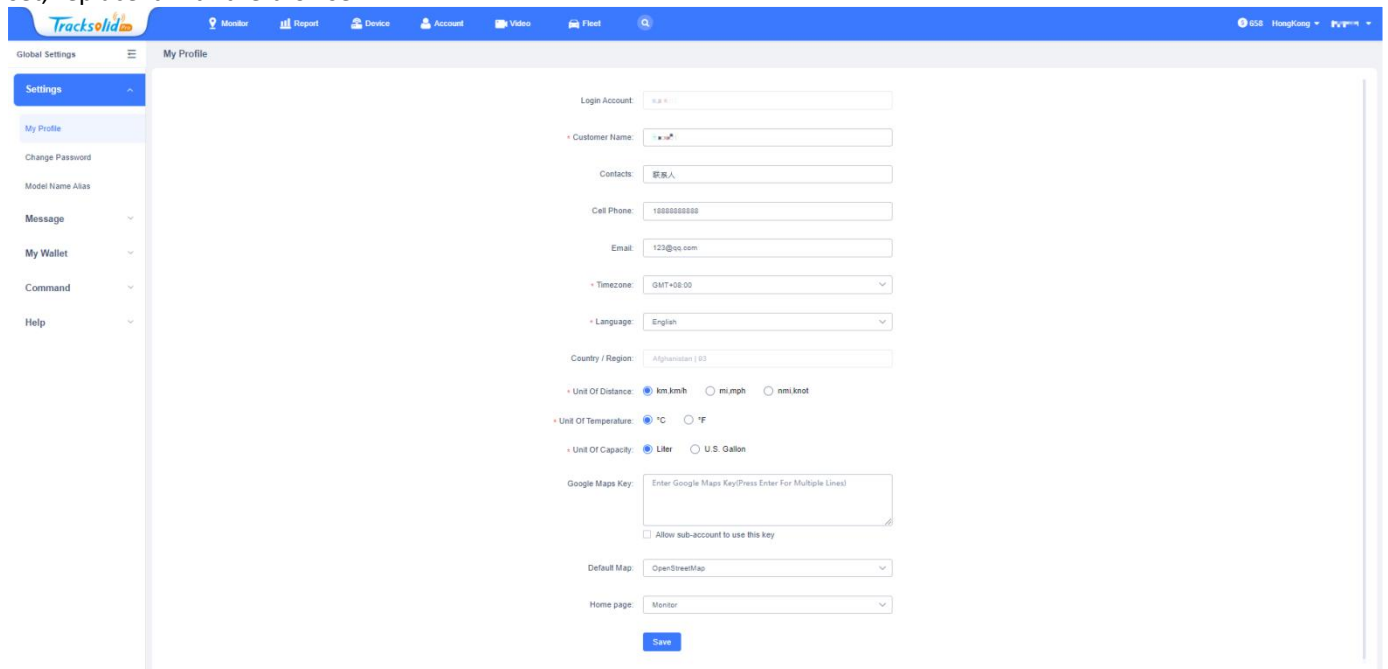 Tracksolid
Monitor Report Device Account Video Fleet 658 HongKong
Global Settings My Profile
Settings
My Profile
Change Password
Model Name Alias
Message
My Wallet
Command
Help
Login Account:
* Customer Name:
Contacts: 联系人
Cell Phone: 18888888888
Email: 123@qq.com
* Timezone: GMT+08:00
* Language: English
Country / Region: Afghanistan | 93
* Unit Of Distance: km,km/h mi,mph nmi,knot
* Unit Of Temperature: °C °F
* Unit Of Capacity: Liter U.S. Gallon
Google Maps Key: Enter Google Maps Key(Press Enter For Multiple Lines)
Allow sub-account to use this key
Default Map: OpenStreetMap
Home page: Monitor
Save